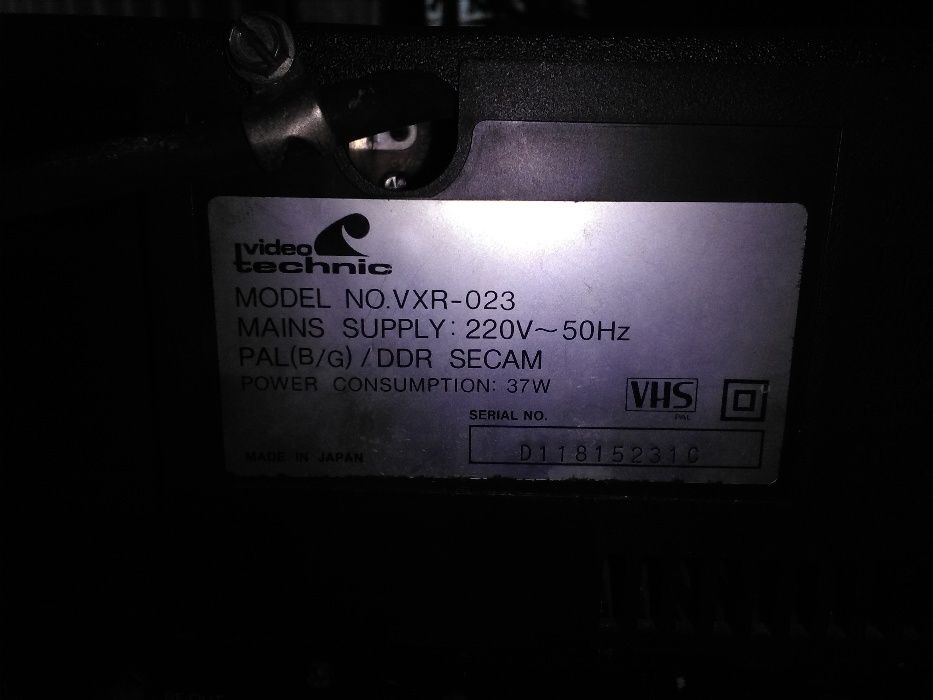 video
technic
MODEL NO.VXR-023
MAINS SUPPLY: 220V~50Hz
PAL(B/G)/DDR SECAM
POWER CONSUMPTION: 37W
VHS
PAL
SERIAL NO.
MADE IN JAPAN